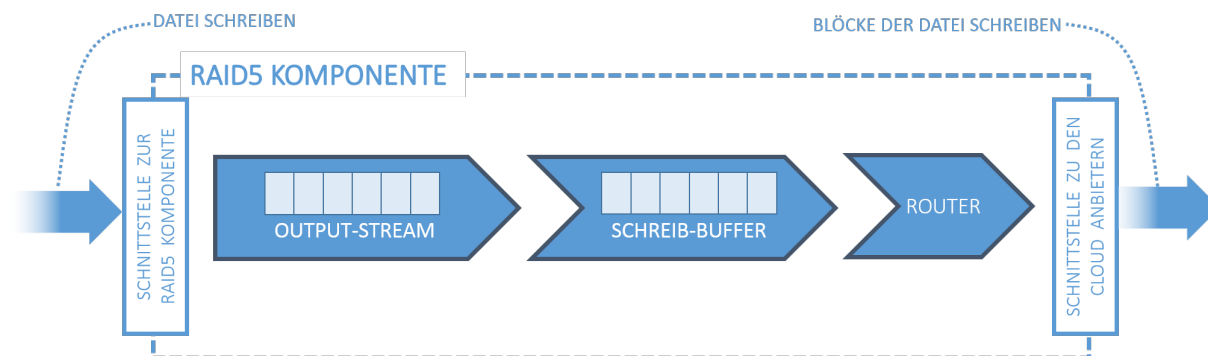 DATEI SCHREIBEN
BLÖCKE DER DATEI SCHREIBEN
RAID5 KOMPONENTE
SCHNITTSTELLE ZUR
RAID5 KOMPONENTE
OUTPUT-STREAM
SCHREIB-BUFFER
ROUTER
SCHNITTSTELLE ZU DEN
CLOUD ANBIETERN